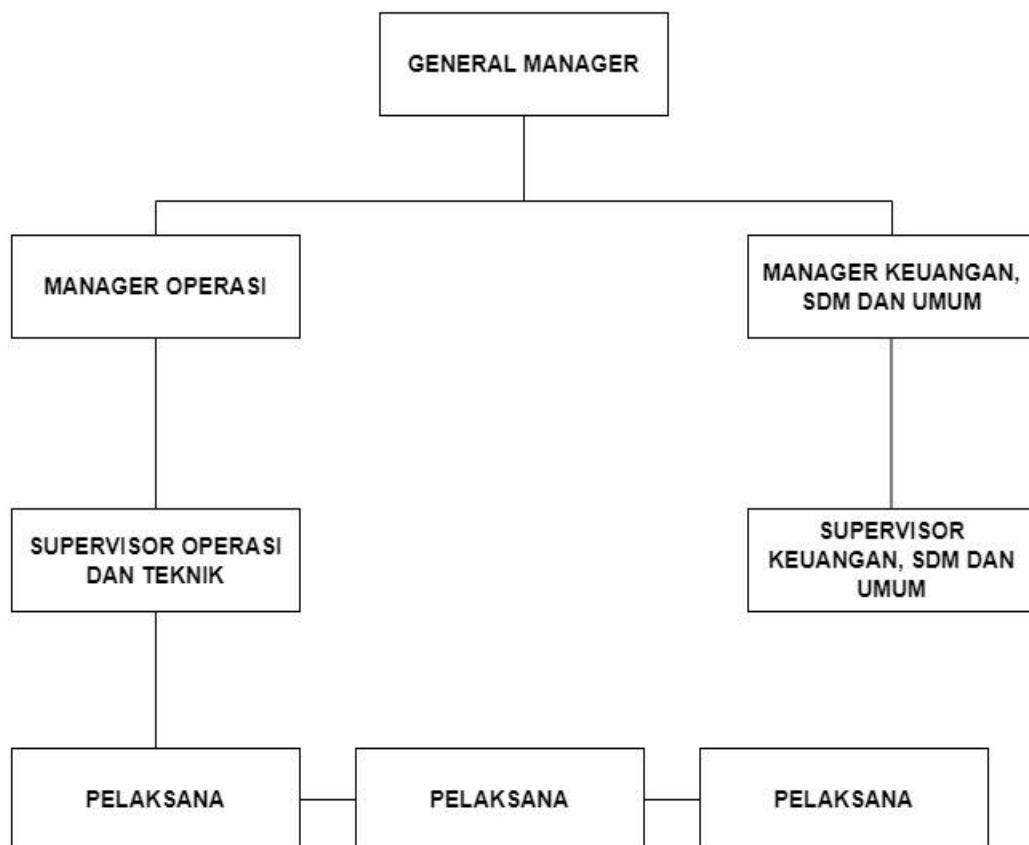 GENERAL MANAGER
MANAGER OPERASI
MANAGER KEUANGAN,
SDM DAN UMUM
SUPERVISOR OPERASI
DAN TEKNIK
SUPERVISOR
KEUANGAN, SDM DAN
UMUM
PELAKSANA
PELAKSANA
PELAKSANA